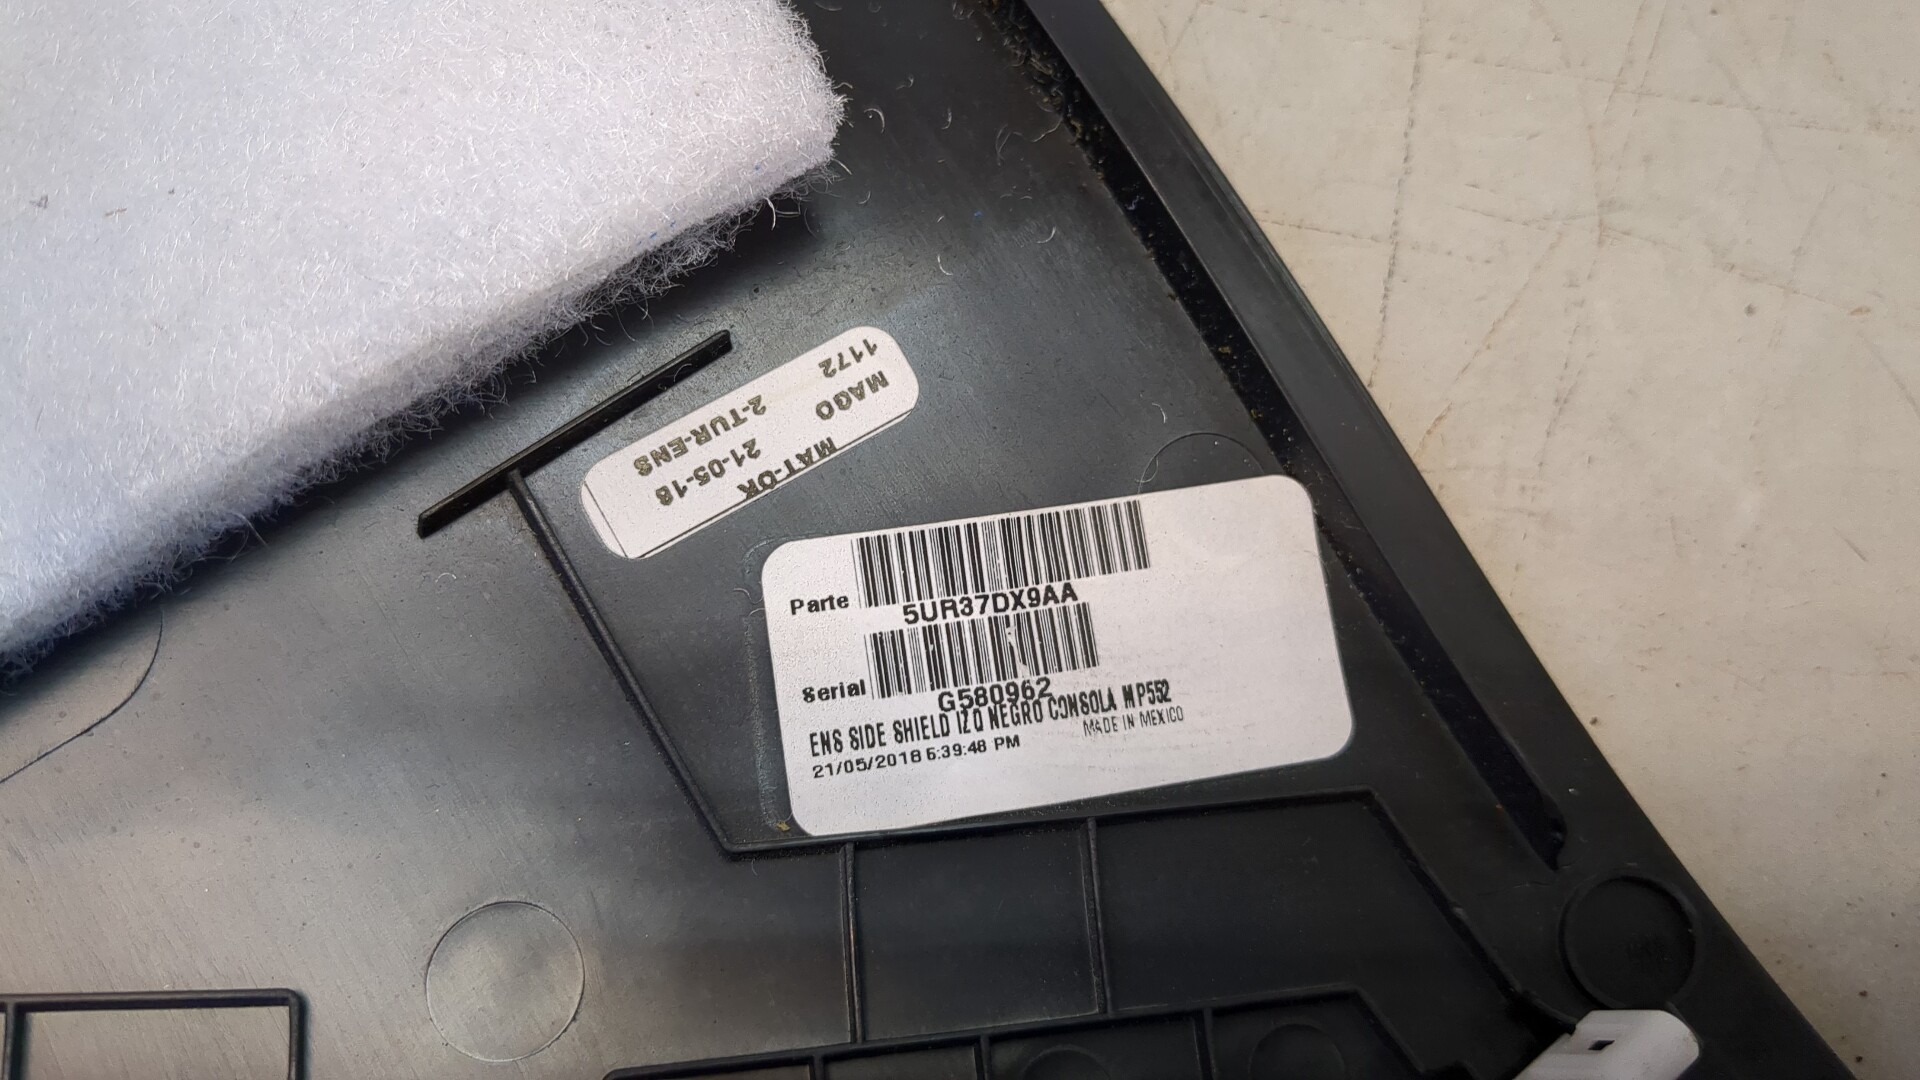 1172
MAGO
2-TUR-ENS
21-05-18
MAT-OK
Parte
5UR37DX9AA
Serial
G580962
ENS SIDE SHIELD IZQ NEGRO CONSOLA MP552
MADE IN MEXICO
21/05/2018 6:39:48 PM